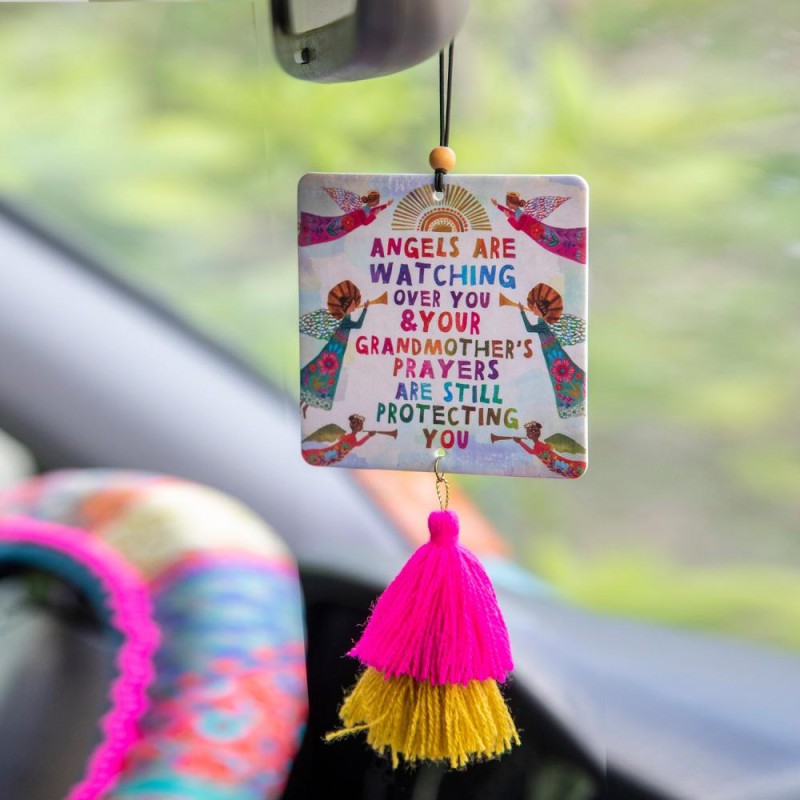 ANGELS ARE
WATCHING
OVER YOU
&YOUR
GRANDMOTHER'S
PRAYERS
ARE STILL
PROTECTING
YOU